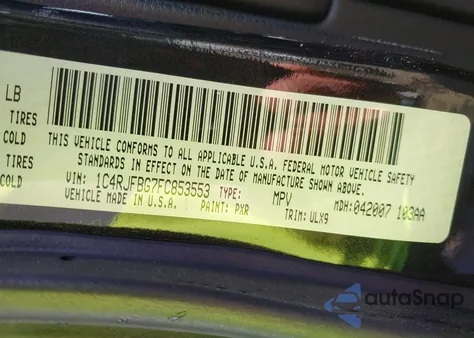 LB
TIRES
COLD
TIRES
COLD
THIS VEHICLE CONFORMS TO ALL APPLICABLE U.S.A. FEDERAL MOTOR VEHICLE SAFETY
STANDARDS IN EFFECT ON THE DATE OF MANUFACTURE SHOWN ABOVE.
VIN: 1C4RJFBG7FC853553 TYPE: MPV MDH:042007 103AA
VEHICLE MADE IN U.S.A. PAINT: PXR TRIM: ULX9
autoSnap